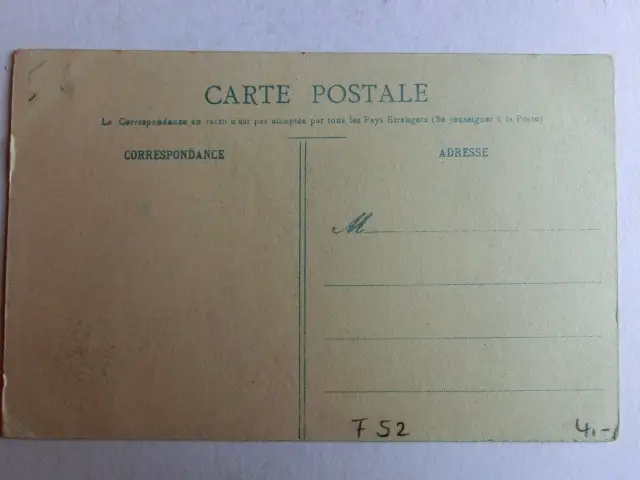 CARTE POSTALE
La Correspondance au recto n'est pas acceptée par tous les Pays Etrangers (Se renseigner à la Poste)
CORRESPONDANCE
ADRESSE
M
F 52
4,-